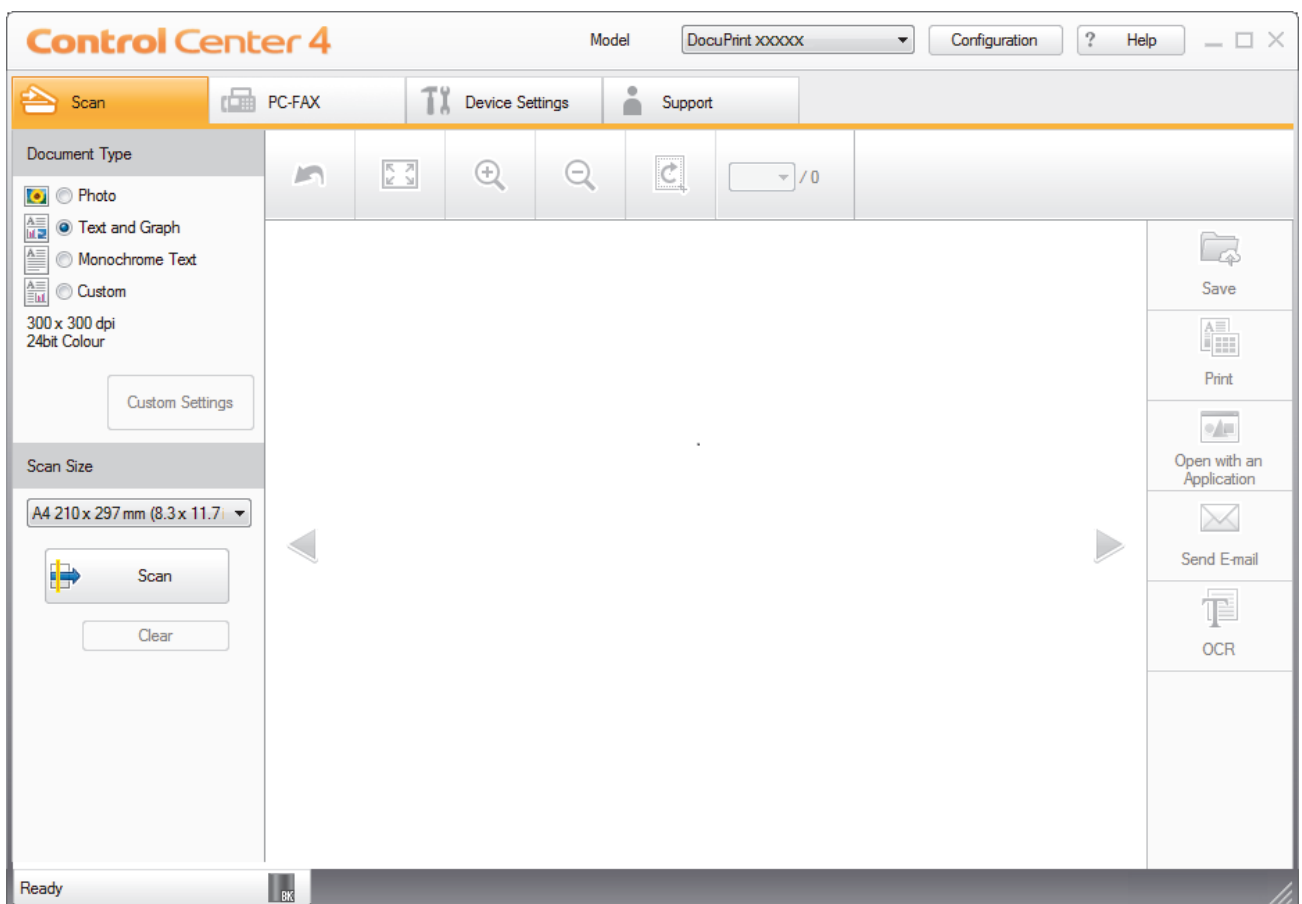 Control Center 4
Model
DocuPrint XXXXX
Configuration
? Help
Scan
PC-FAX
Device Settings
Support
Document Type
Photo
Text and Graph
Monochrome Text
Custom
300 x 300 dpi
24bit Colour
Custom Settings
Scan Size
A4 210 x 297 mm (8.3 x 11.7
Scan
Clear
/ 0
Save
Print
Open with an
Application
Send E-mail
OCR
Ready
BK